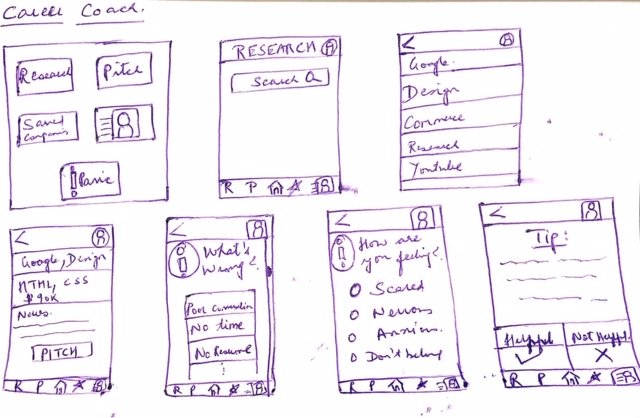 Career Coach.
Research
Pitch
Saved
Companies
Panic
RESEARCH
Search
R P
<
Google.
Design
Commerce
Research
Youtube
<
Google, Design
HTML, CSS
$90K
News.
PITCH
R P
<
What's
Wrong?
Poor connection
No time
No Resume
R P
<
How are
you feeling?
Scared
Nervous
Anxious.
Don't belong
R P
<
Tip:
Helpful
Not Helpful.
R P